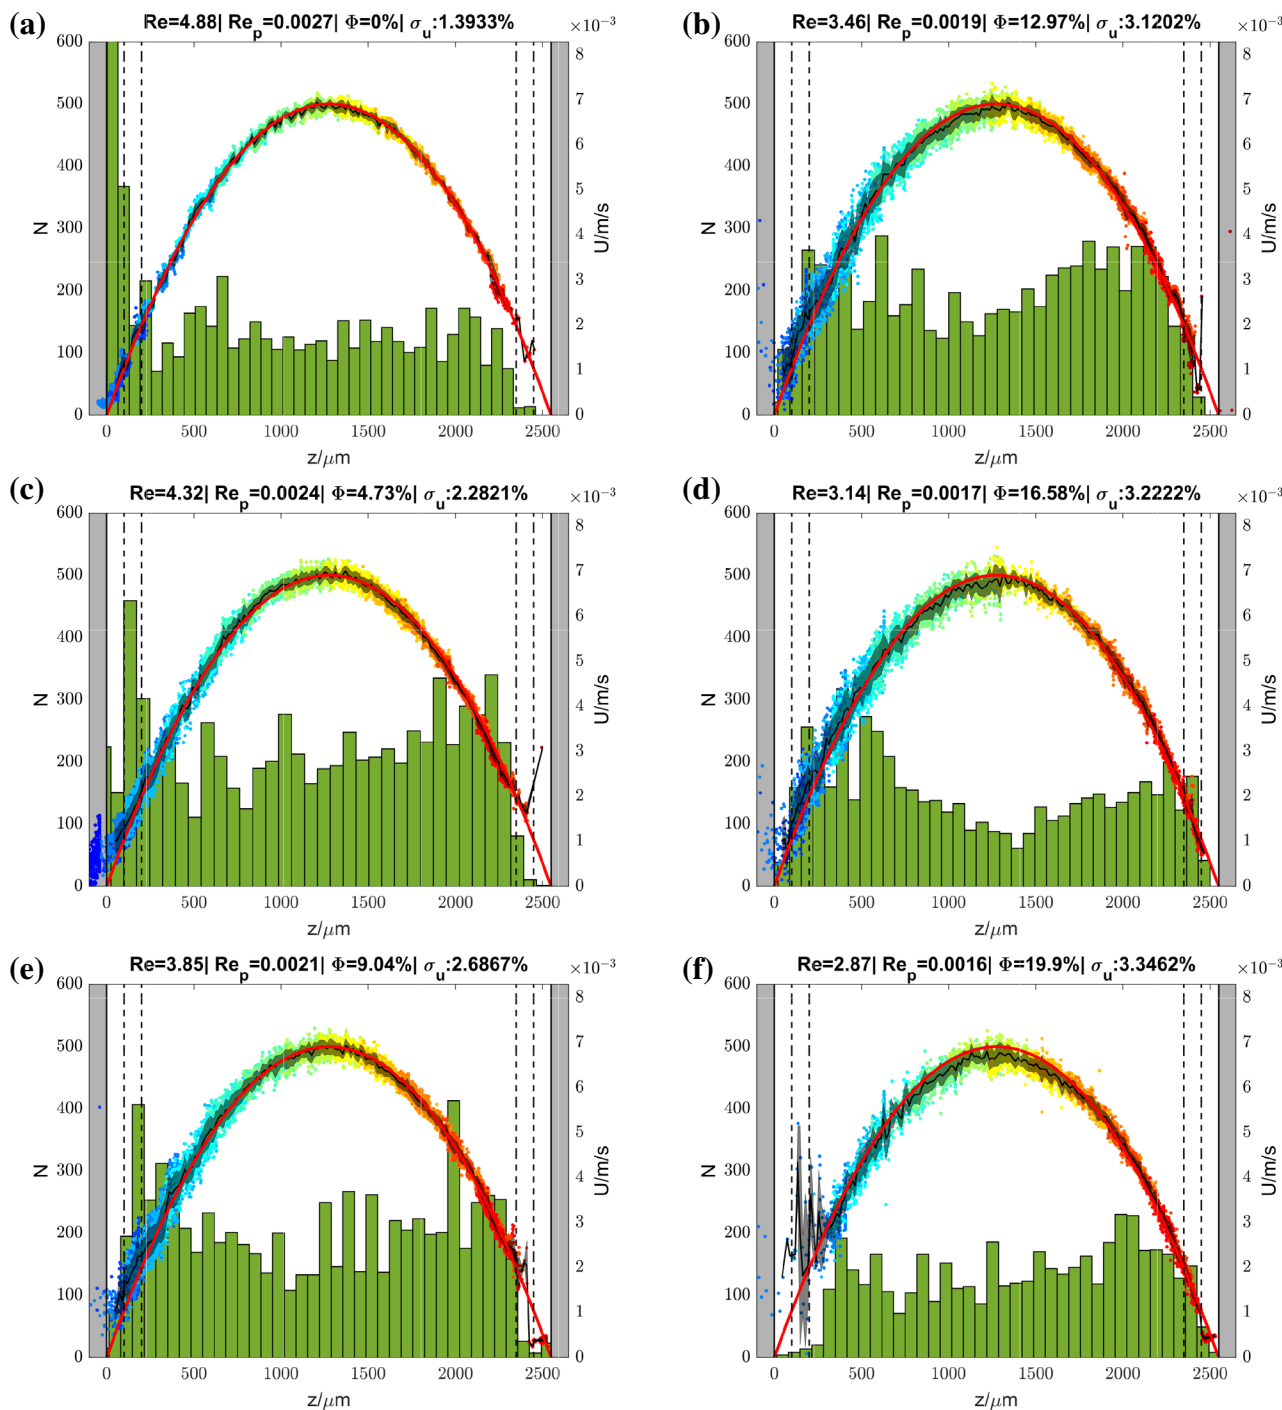 (a)
Re=4.88| Re_p=0.0027| Φ=0%| σ_u:1.3933%
×10⁻³
600
500
400
300
200
100
0
N
8
7
6
5
4
3
2
1
0
U/m/s
0 500 1000 1500 2000 2500
z/μm
(b)
Re=3.46| Re_p=0.0019| Φ=12.97%| σ_u:3.1202%
×10⁻³
600
500
400
300
200
100
0
N
8
7
6
5
4
3
2
1
0
U/m/s
0 500 1000 1500 2000 2500
z/μm
(c)
Re=4.32| Re_p=0.0024| Φ=4.73%| σ_u:2.2821%
×10⁻³
600
500
400
300
200
100
0
N
8
7
6
5
4
3
2
1
0
U/m/s
0 500 1000 1500 2000 2500
z/μm
(d)
Re=3.14| Re_p=0.0017| Φ=16.58%| σ_u:3.2222%
×10⁻³
600
500
400
300
200
100
0
N
8
7
6
5
4
3
2
1
0
U/m/s
0 500 1000 1500 2000 2500
z/μm
(e)
Re=3.85| Re_p=0.0021| Φ=9.04%| σ_u:2.6867%
×10⁻³
600
500
400
300
200
100
0
N
8
7
6
5
4
3
2
1
0
U/m/s
0 500 1000 1500 2000 2500
z/μm
(f)
Re=2.87| Re_p=0.0016| Φ=19.9%| σ_u:3.3462%
×10⁻³
600
500
400
300
200
100
0
N
8
7
6
5
4
3
2
1
0
U/m/s
0 500 1000 1500 2000 2500
z/μm